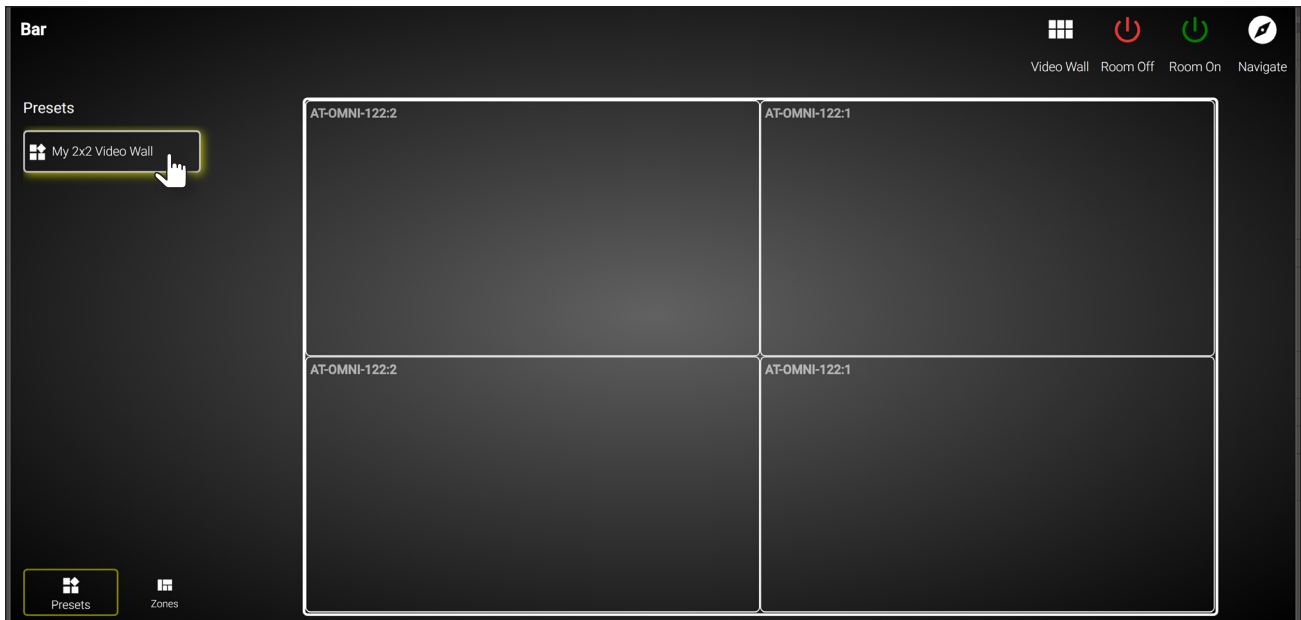 Bar
Video Wall
Room Off
Room On
Navigate
Presets
My 2x2 Video Wall
AT-OMNI-122:2
AT-OMNI-122:1
AT-OMNI-122:2
AT-OMNI-122:1
Presets
Zones